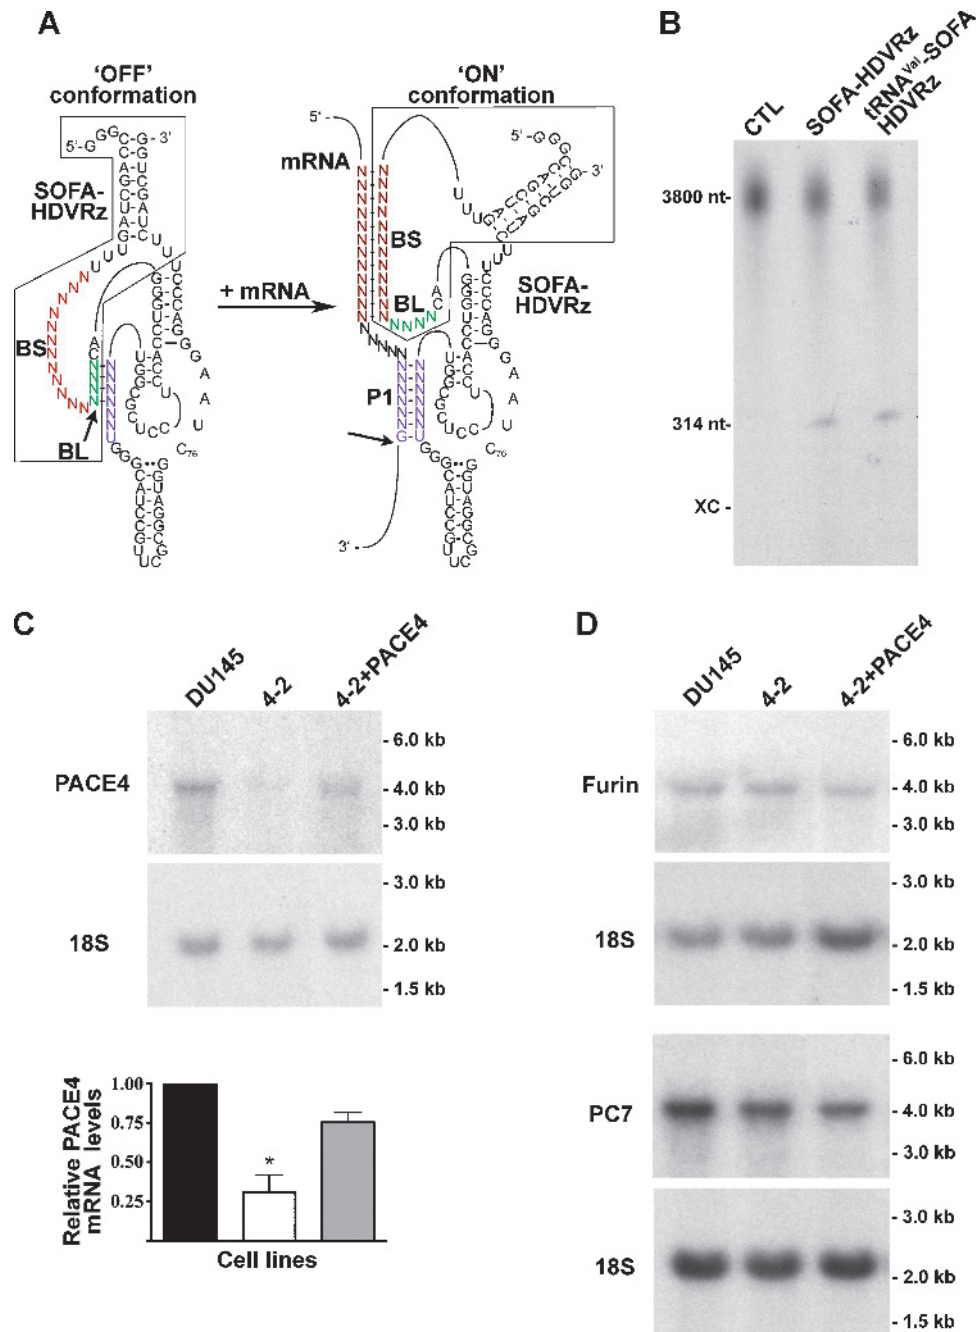 A
'OFF'
conformation
'ON'
conformation
SOFA-
HDVRz
BS
BL
+ mRNA
mRNA
BS
BL
SOFA-
HDVRz
P1
5'-
3'
C76
B
CTL
SOFA-HDVRz
tRNAVal-SOFA
HDVRz
3800 nt-
314 nt-
XC -
C
DU145
4-2
4-2+PACE4
PACE4
- 6.0 kb
- 4.0 kb
- 3.0 kb
18S
- 3.0 kb
- 2.0 kb
- 1.5 kb
Relative PACE4
mRNA levels
1.00
0.75
0.50
0.25
*
Cell lines
D
DU145
4-2
4-2+PACE4
Furin
- 6.0 kb
- 4.0 kb
- 3.0 kb
18S
- 3.0 kb
- 2.0 kb
- 1.5 kb
PC7
- 6.0 kb
- 4.0 kb
- 3.0 kb
18S
- 3.0 kb
- 2.0 kb
- 1.5 kb